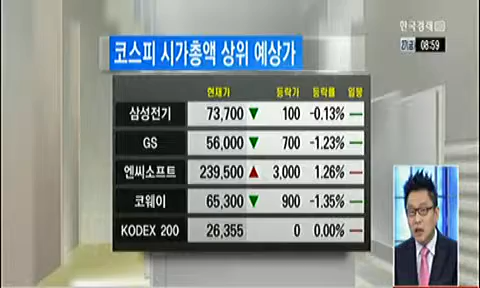 한국경제
코스피 시가총액 상위 예상가
08:59
현재가 등락가 등락률 일봉
삼성전기 73,700 ▼ 100 -0.13%
GS 56,000 ▼ 700 -1.23%
엔씨소프트 239,500 ▲ 3,000 1.26%
코웨이 65,300 ▼ 900 -1.35%
KODEX 200 26,355 0 0.00%